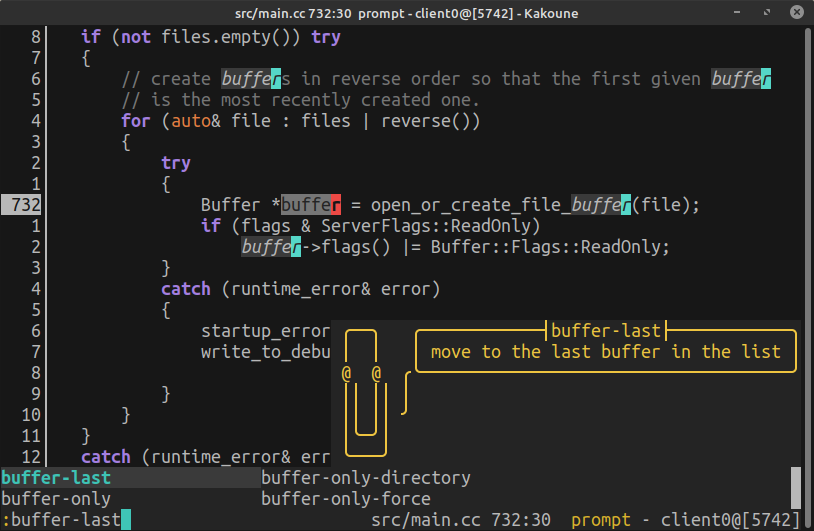 src/main.cc 732:30 prompt - client0@[5742] - Kakoune
8 if (not files.empty()) try
7 {
6 // create buffers in reverse order so that the first given buffer
5 // is the most recently created one.
4 for (auto& file : files | reverse())
3 {
2 try
1 {
732 Buffer *buffer = open_or_create_file_buffer(file);
1 if (flags & ServerFlags::ReadOnly)
2 buffer->flags() |= Buffer::Flags::ReadOnly;
3 }
4 catch (runtime_error& error)
5 {
6 startup_error
buffer-last
7 write_to_debu
move to the last buffer in the list
8
@ @
9 }
10 }
11 }
12 catch (runtime_error& err
buffer-last buffer-only-directory
buffer-only buffer-only-force
:buffer-last src/main.cc 732:30 prompt - client0@[5742]